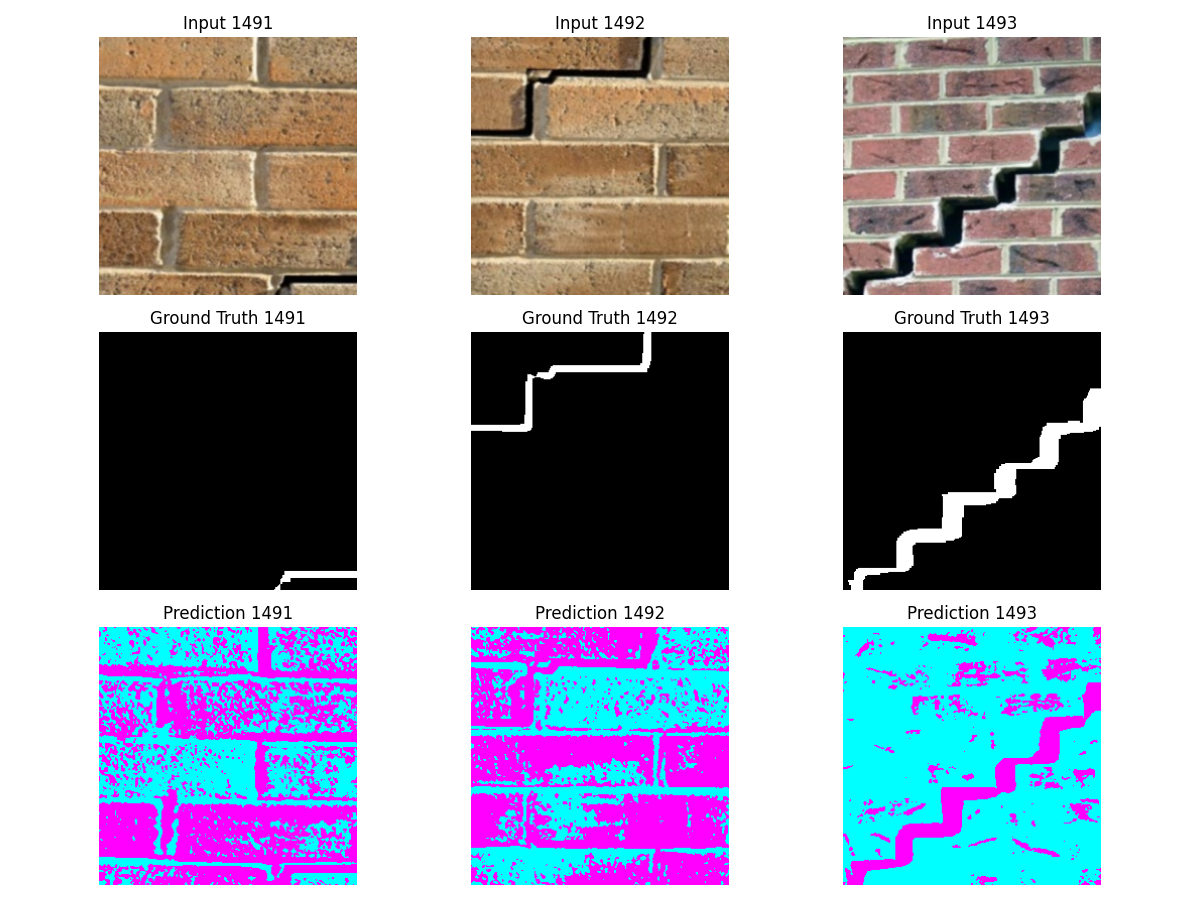 Input 1491
Input 1492
Input 1493
Ground Truth 1491
Ground Truth 1492
Ground Truth 1493
Prediction 1491
Prediction 1492
Prediction 1493